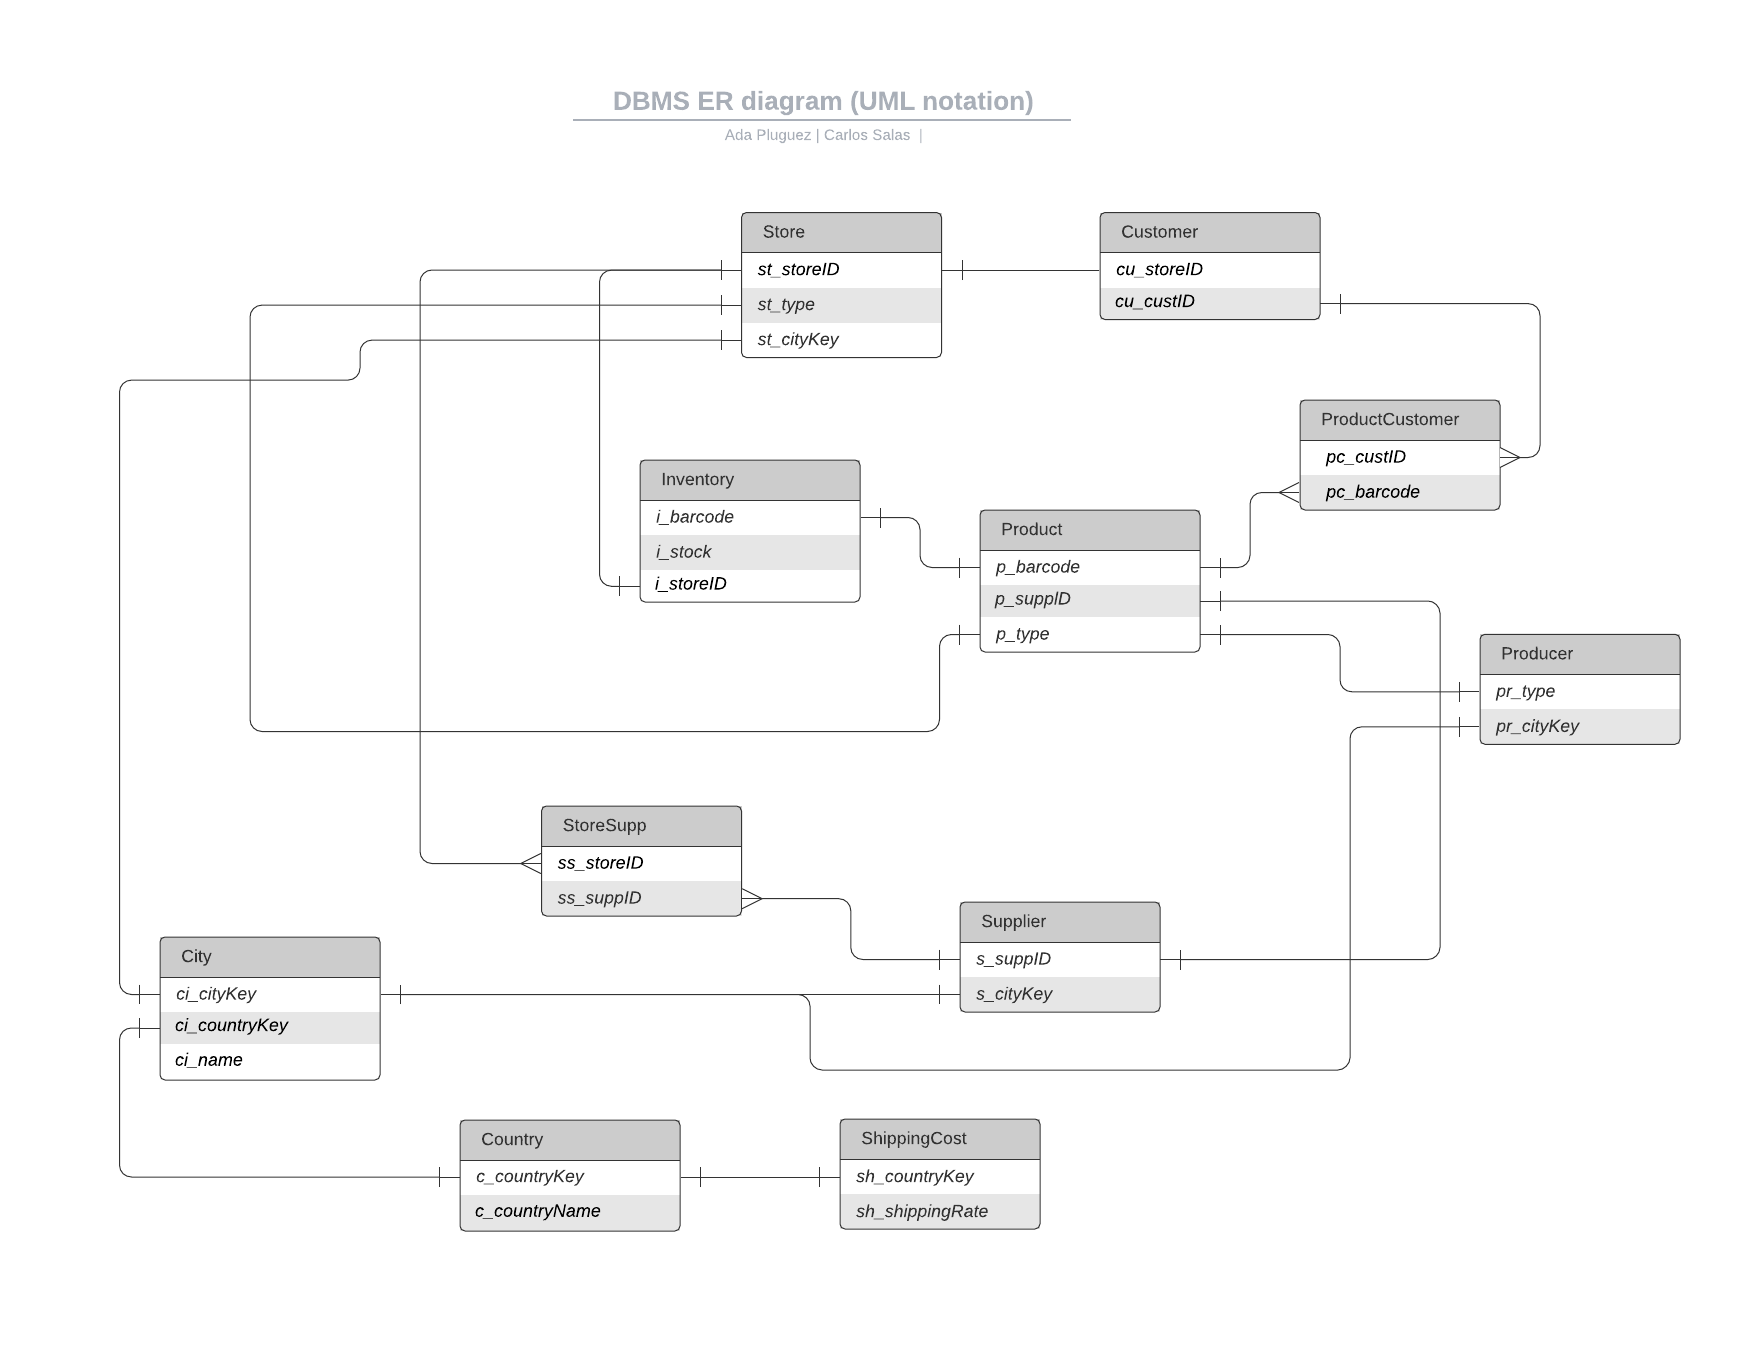 DBMS ER diagram (UML notation)
Ada Pluguez | Carlos Salas |
Store
st_storeID
st_type
st_cityKey
Customer
cu_storeID
cu_custID
ProductCustomer
pc_custID
pc_barcode
Inventory
i_barcode
i_stock
i_storeID
Product
p_barcode
p_suppID
p_type
Producer
pr_type
pr_cityKey
StoreSupp
ss_storeID
ss_suppID
Supplier
s_suppID
s_cityKey
City
ci_cityKey
ci_countryKey
ci_name
Country
c_countryKey
c_countryName
ShippingCost
sh_countryKey
sh_shippingRate